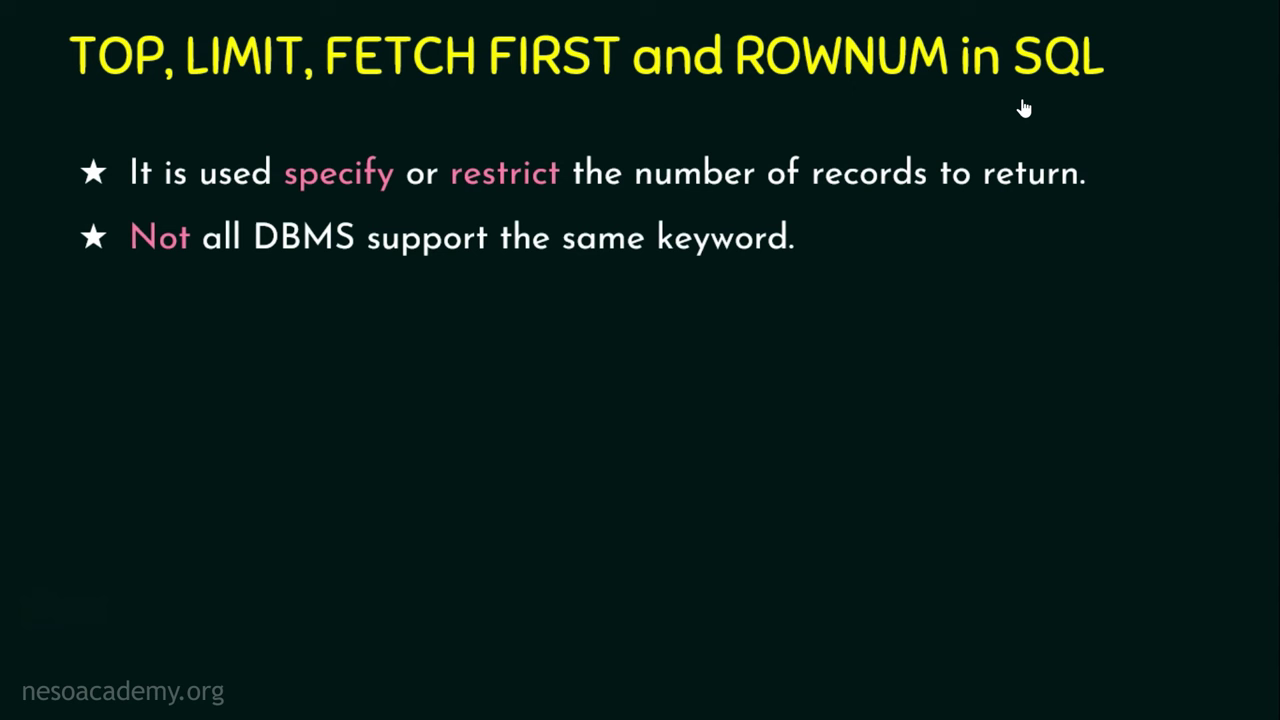 TOP, LIMIT, FETCH FIRST and ROWNUM in SQL
★ It is used specify or restrict the number of records to return.
★ Not all DBMS support the same keyword.
nesoacademy.org